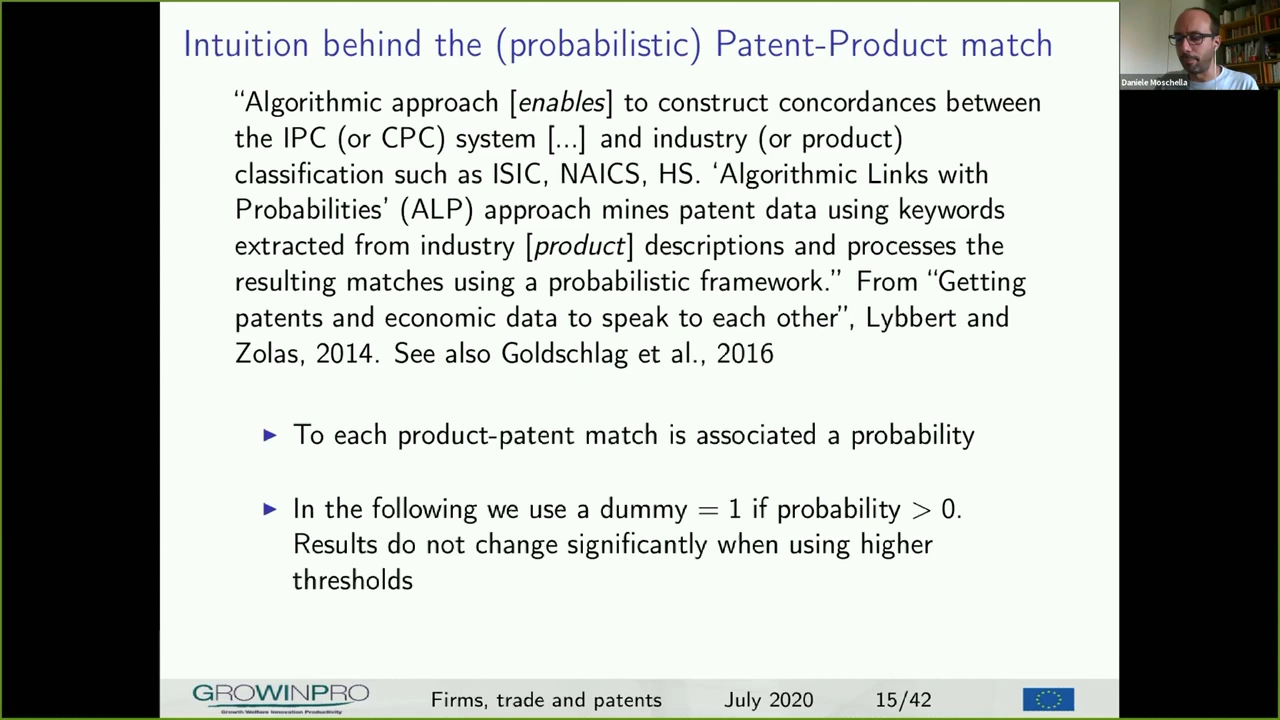 Intuition behind the (probabilistic) Patent-Product match
Daniele Moschella
“Algorithmic approach [enables] to construct concordances between
the IPC (or CPC) system [...] and industry (or product)
classification such as ISIC, NAICS, HS. ‘Algorithmic Links with
Probabilities’ (ALP) approach mines patent data using keywords
extracted from industry [product] descriptions and processes the
resulting matches using a probabilistic framework.” From “Getting
patents and economic data to speak to each other”, Lybbert and
Zolas, 2014. See also Goldschlag et al., 2016
▶ To each product-patent match is associated a probability
▶ In the following we use a dummy = 1 if probability > 0.
Results do not change significantly when using higher
thresholds
GROWINPRO
Growth Welfare Innovation Productivity
Firms, trade and patents July 2020 15/42